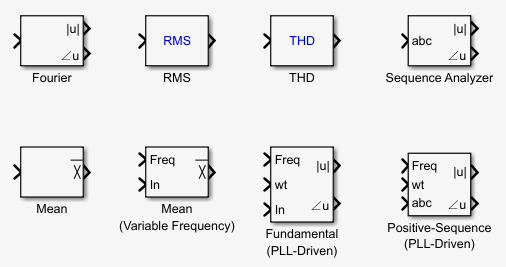 |u|
∠u
Fourier
RMS
RMS
THD
THD
abc
|u|
∠u
Sequence Analyzer
X
Mean
Freq
In
X
Mean
(Variable Frequency)
Freq
wt
In
|u|
∠u
Fundamental
(PLL-Driven)
Freq
wt
abc
|u|
∠u
Positive-Sequence
(PLL-Driven)